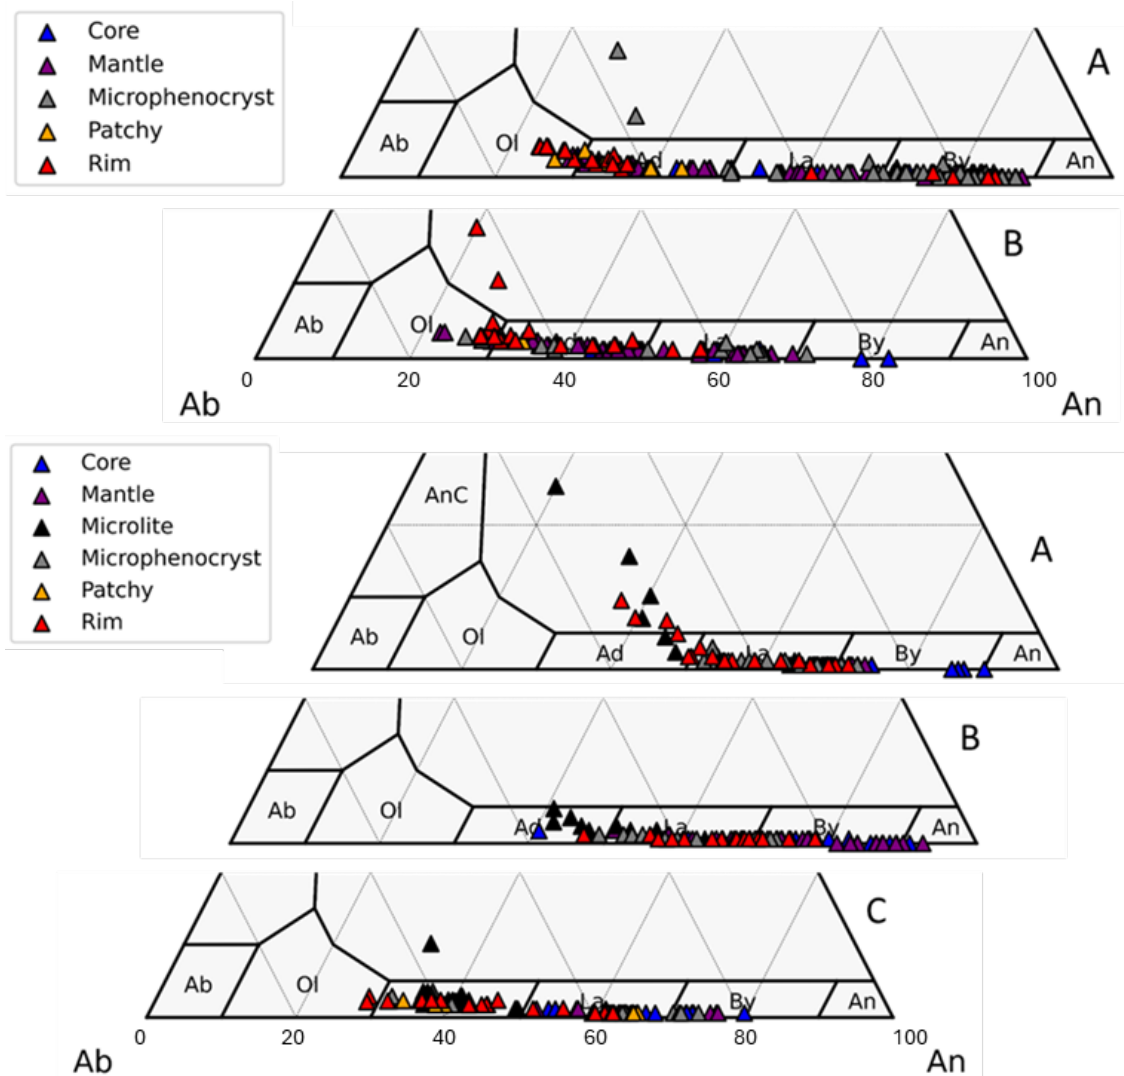 Core
Mantle
Microphenocryst
Patchy
Rim
A
Ab Ol Ad La By An
B
Ab Ol Ad La By An
0 20 40 60 80 100
Ab An
Core
Mantle
Microlite
Microphenocryst
Patchy
Rim
AnC
A
Ab Ol Ad La By An
B
Ab Ol Ad La By An
C
Ab Ol La By An
0 20 40 60 80 100
Ab An